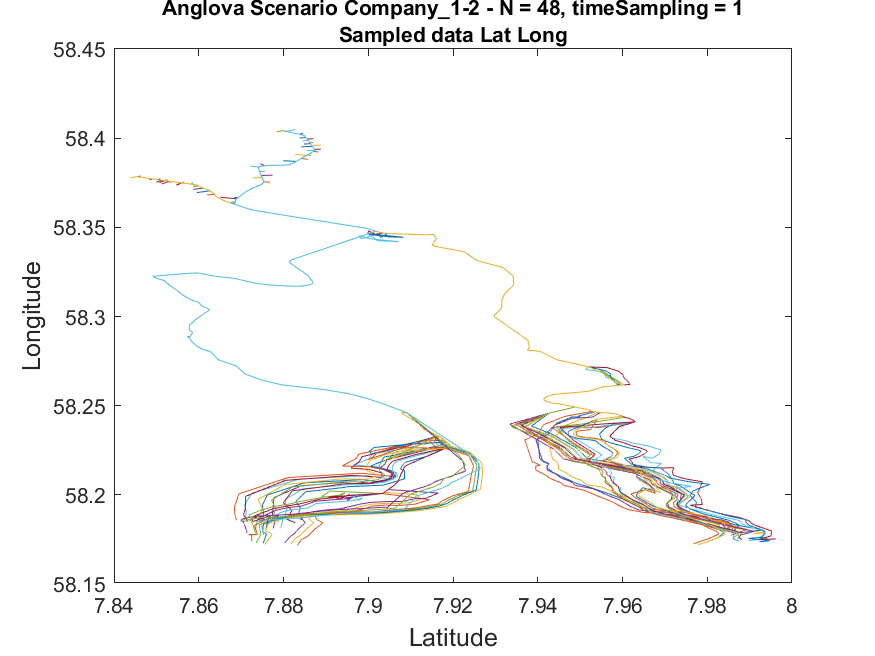 Anglova Scenario Company_1-2 - N = 48, timeSampling = 1
Sampled data Lat Long
58.45
58.4
58.35
58.3
58.25
58.2
58.15
Longitude
7.84 7.86 7.88 7.9 7.92 7.94 7.96 7.98 8
Latitude